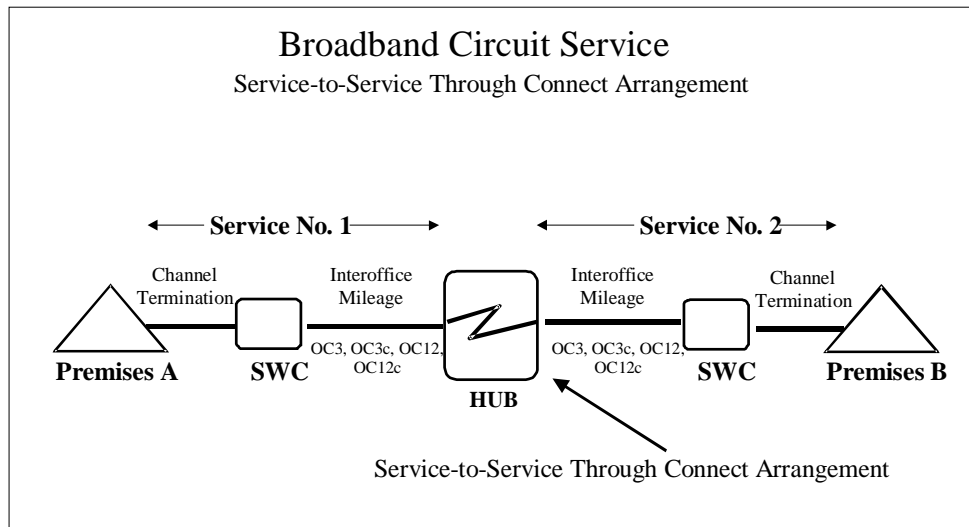 Broadband Circuit Service
Service-to-Service Through Connect Arrangement
Service No. 1
Service No. 2
Channel
Termination
Interoffice
Mileage
Interoffice
Mileage
Channel
Termination
OC3, OC3c, OC12,
OC12c
OC3, OC3c, OC12,
OC12c
Premises A
SWC
HUB
SWC
Premises B
Service-to-Service Through Connect Arrangement